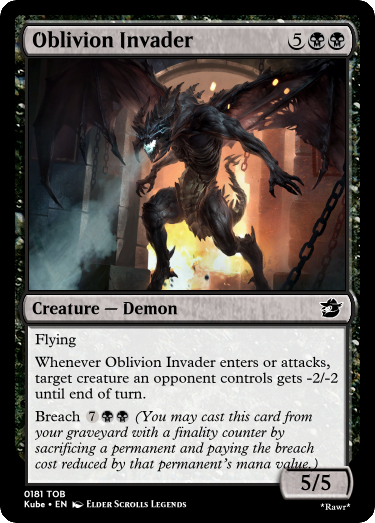 Oblivion Invader 5
Creature — Demon
Flying
Whenever Oblivion Invader enters or attacks,
target creature an opponent controls gets -2/-2
until end of turn.
Breach 7 (You may cast this card from
your graveyard with a finality counter by
sacrificing a permanent and paying the breach
cost reduced by that permanent's mana value.)
5/5
0181 TOB
Kube • EN Elder Scrolls Legends
*Rawr*